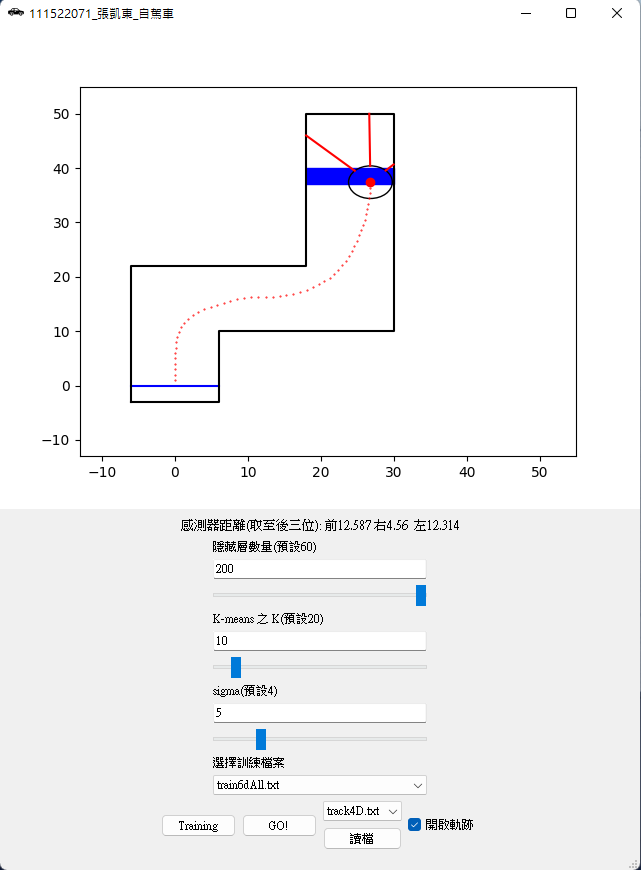 111522071_張凱東_自駕車
50
40
30
20
10
0
−10
−10 0 10 20 30 40 50
感測器距離(取至後三位): 前12.587 右4.56 左12.314
隱藏層數量(預設60)
200
K-means 之 K(預設20)
10
sigma(預設4)
5
選擇訓練檔案
train6dAll.txt
Training GO! track4D.txt 開啟軌跡
讀檔